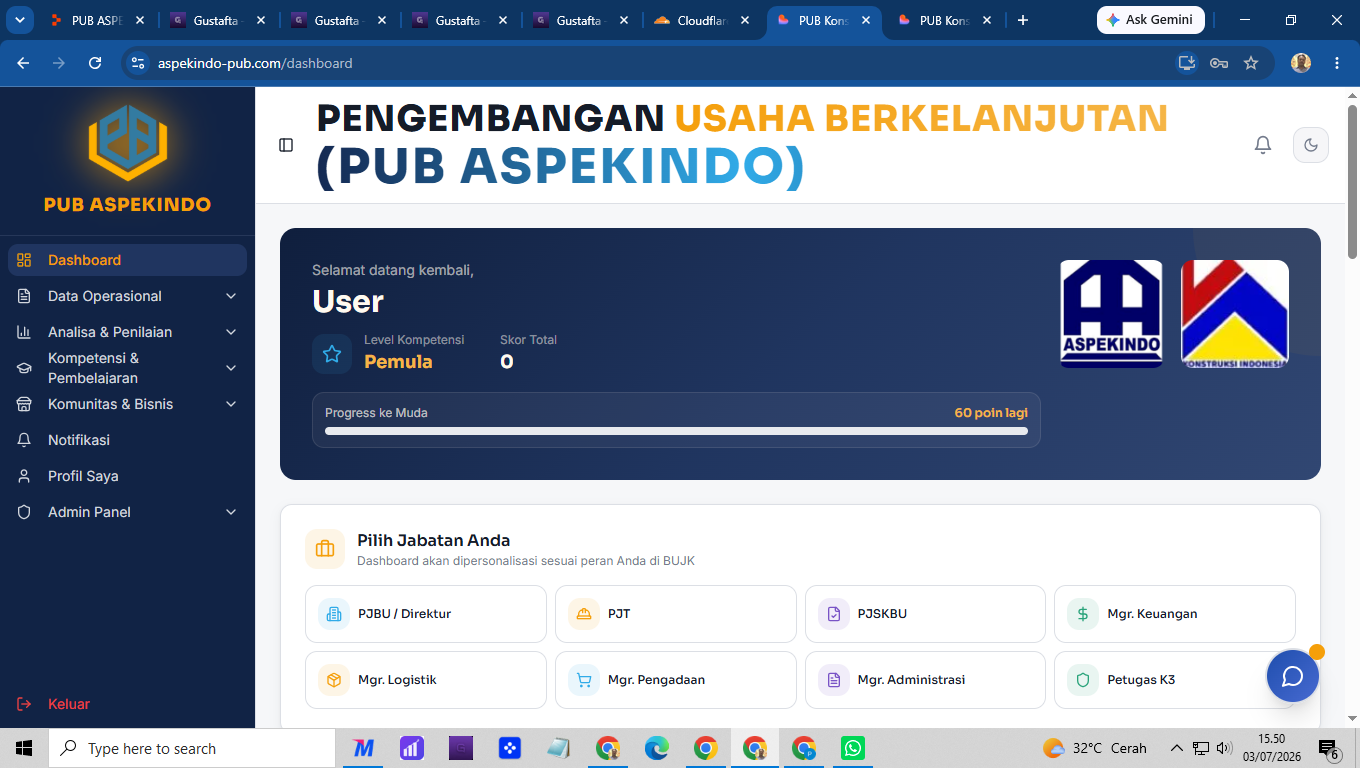 PUB ASPE
Gustafta
Gustafta
Gustafta
Gustafta
Cloudflar
PUB Kons
PUB Kons
Ask Gemini
aspekindo-pub.com/dashboard
PUB ASPEKINDO
Dashboard
Data Operasional
Analisa & Penilaian
Kompetensi &
Pembelajaran
Komunitas & Bisnis
Notifikasi
Profil Saya
Admin Panel
Keluar
PENGEMBANGAN USAHA BERKELANJUTAN
(PUB ASPEKINDO)
Selamat datang kembali,
User
Level Kompetensi
Pemula
Skor Total
0
Progress ke Muda
60 poin lagi
ASPEKINDO
KONSTRUKSI INDONESIA
Pilih Jabatan Anda
Dashboard akan dipersonalisasi sesuai peran Anda di BUJK
PJBU / Direktur
PJT
PJSKBU
Mgr. Keuangan
Mgr. Logistik
Mgr. Pengadaan
Mgr. Administrasi
Petugas K3
Type here to search
32°C Cerah
15.50
03/07/2026
6